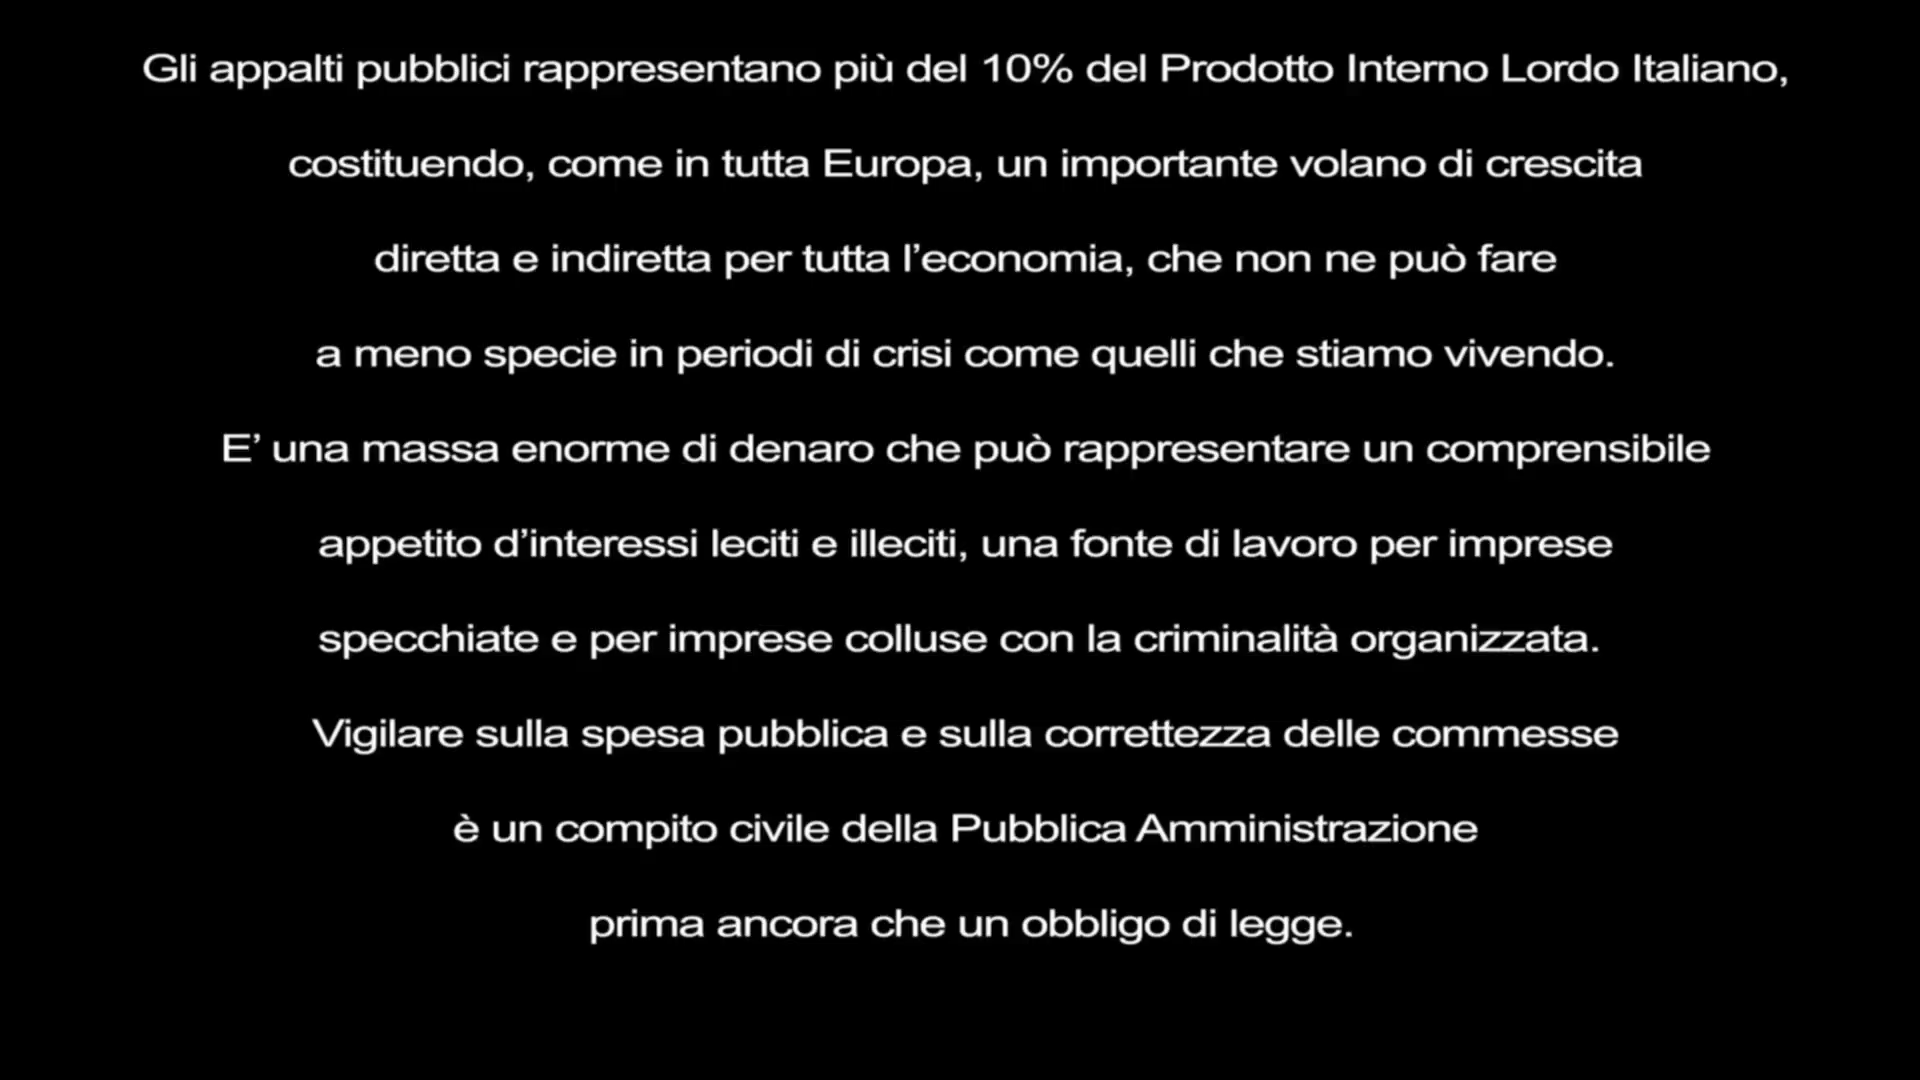 Gli appalti pubblici rappresentano più del 10% del Prodotto Interno Lordo Italiano,
costituendo, come in tutta Europa, un importante volano di crescita
diretta e indiretta per tutta l’economia, che non ne può fare
a meno specie in periodi di crisi come quelli che stiamo vivendo.
E’ una massa enorme di denaro che può rappresentare un comprensibile
appetito d’interessi leciti e illeciti, una fonte di lavoro per imprese
specchiate e per imprese colluse con la criminalità organizzata.
Vigilare sulla spesa pubblica e sulla correttezza delle commesse
è un compito civile della Pubblica Amministrazione
prima ancora che un obbligo di legge.